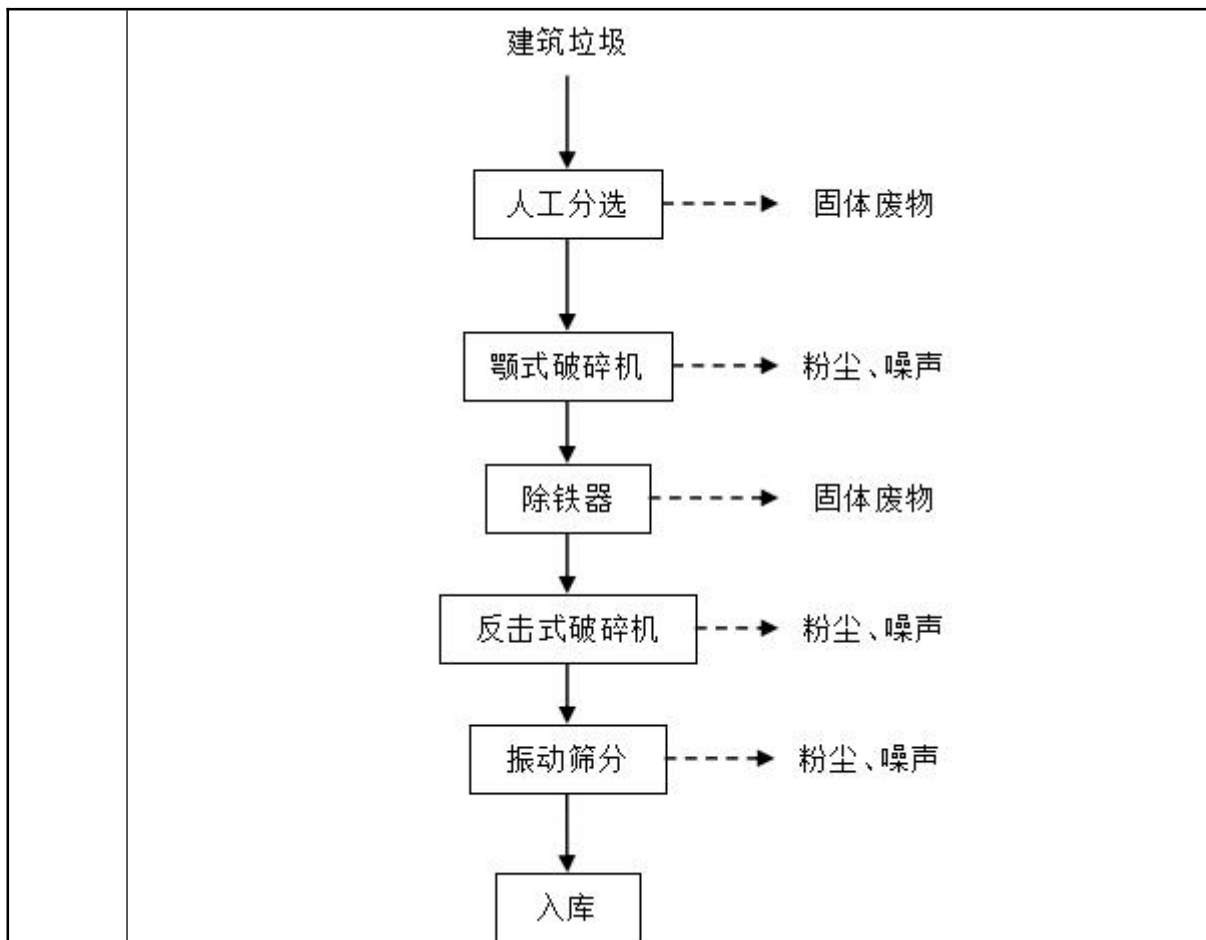 建筑垃圾
人工分选
固体废物
颚式破碎机
粉尘、噪声
除铁器
固体废物
反击式破碎机
粉尘、噪声
振动筛分
粉尘、噪声
入库